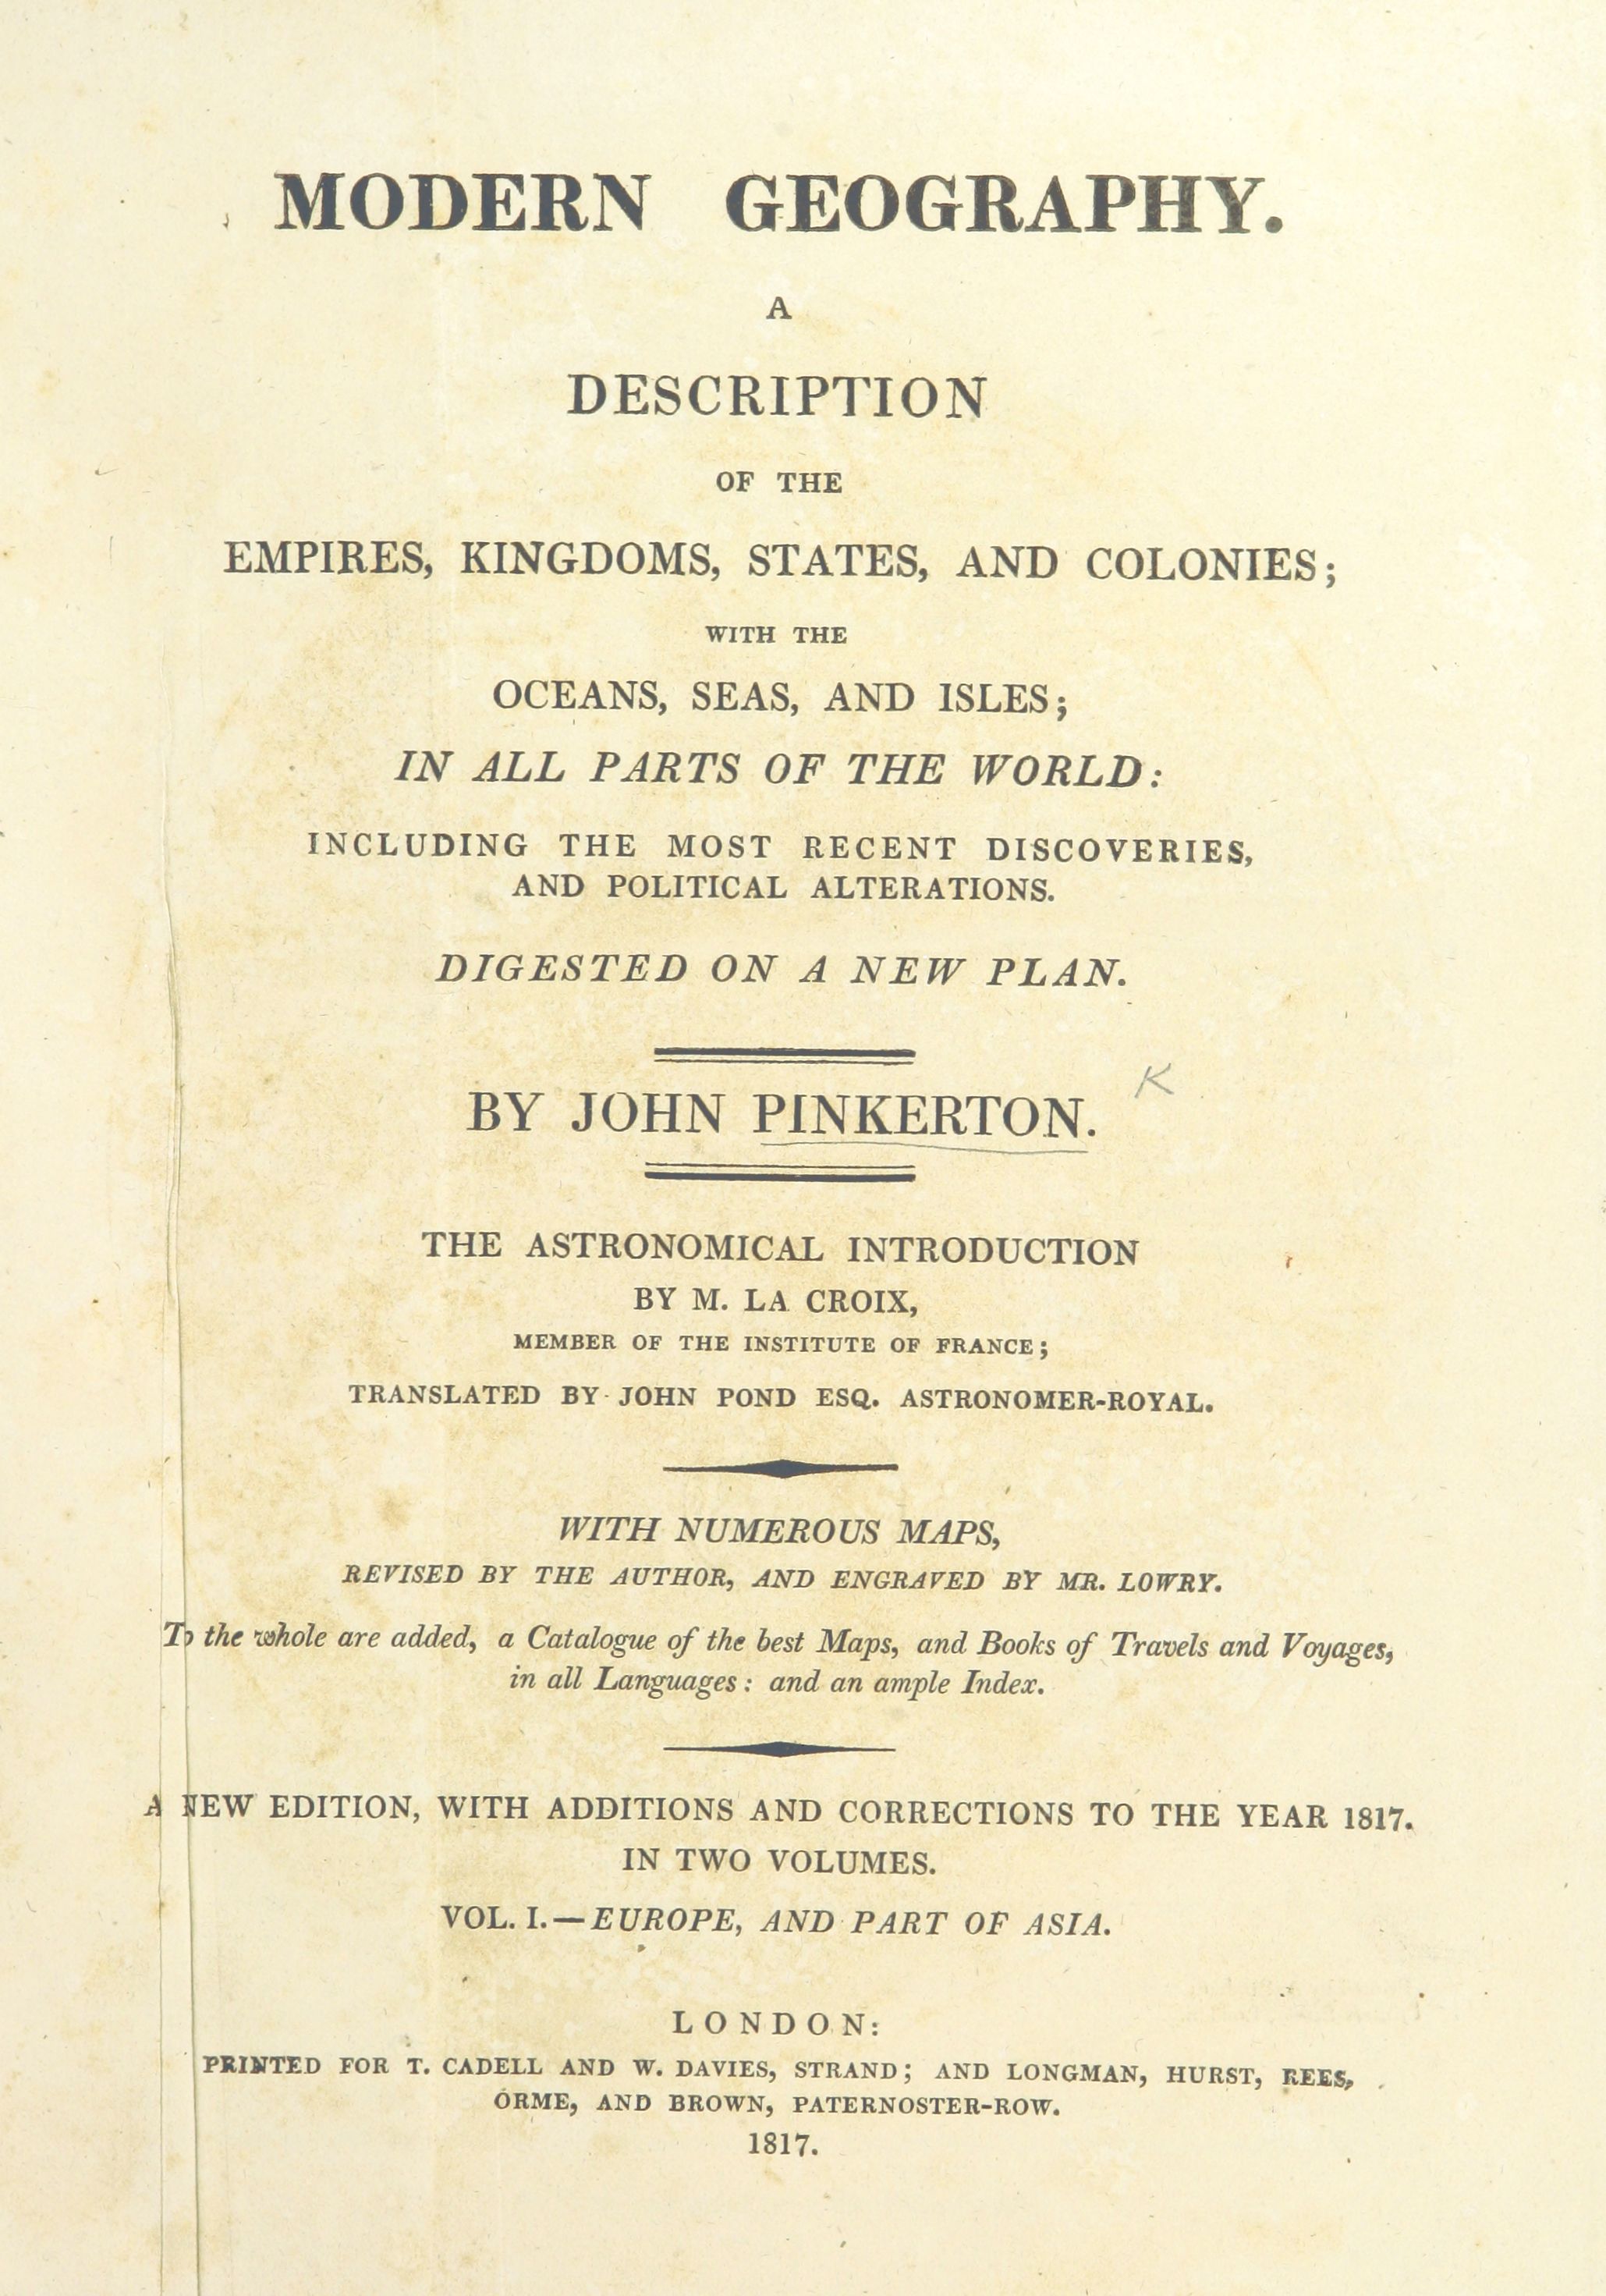 MODERN GEOGRAPHY.
A
DESCRIPTION
OF THE
EMPIRES, KINGDOMS, STATES, AND COLONIES;
WITH THE
OCEANS, SEAS, AND ISLES;
IN ALL PARTS OF THE WORLD:
INCLUDING THE MOST RECENT DISCOVERIES,
AND POLITICAL ALTERATIONS.
DIGESTED ON A NEW PLAN.
K
BY JOHN PINKERTON.
THE ASTRONOMICAL INTRODUCTION
BY M. LA CROIX,
MEMBER OF THE INSTITUTE OF FRANCE;
TRANSLATED BY JOHN POND ESQ. ASTRONOMER-ROYAL.
WITH NUMEROUS MAPS,
REVISED BY THE AUTHOR, AND ENGRAVED BY MR. LOWRY.
To the whole are added, a Catalogue of the best Maps, and Books of Travels and Voyages,
in all Languages: and an ample Index.
A NEW EDITION, WITH ADDITIONS AND CORRECTIONS TO THE YEAR 1817.
IN TWO VOLUMES.
VOL. I.—EUROPE, AND PART OF ASIA.
LONDON:
PRINTED FOR T. CADELL AND W. DAVIES, STRAND; AND LONGMAN, HURST, REES,
ORME, AND BROWN, PATERNOSTER-ROW.
1817.